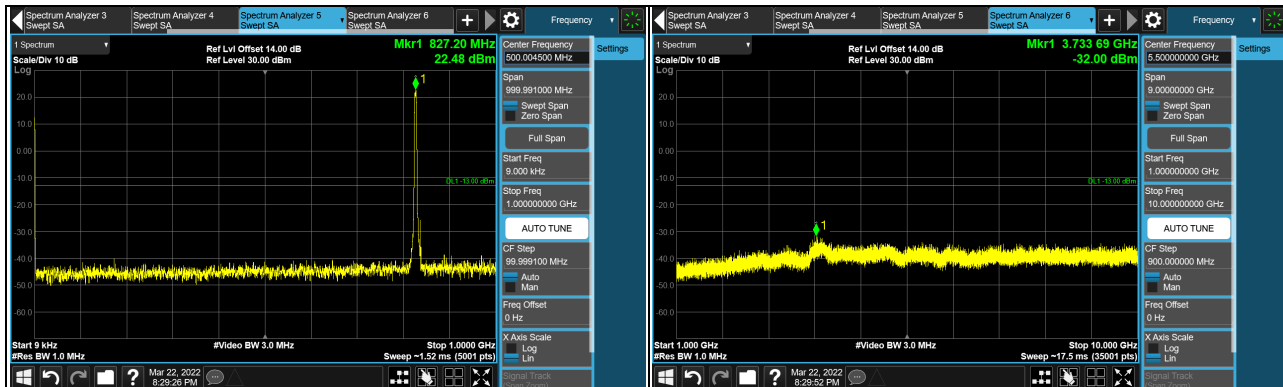 Spectrum Analyzer 3
Swept SA
Spectrum Analyzer 4
Swept SA
Spectrum Analyzer 5
Swept SA
Spectrum Analyzer 6
Swept SA
+
Frequency
1 Spectrum
Scale/Div 10 dB
Log
Ref Lvl Offset 14.00 dB
Ref Level 30.00 dBm
Mkr1 827.20 MHz
22.48 dBm
1
20.0
10.0
0.00
-10.0
-20.0
-30.0
-40.0
-50.0
-60.0
DL1 -13.00 dBm
Start 9 kHz
#Res BW 1.0 MHz
#Video BW 3.0 MHz
Stop 1.0000 GHz
Sweep ~1.52 ms (5001 pts)
Center Frequency
500.004500 MHz
Settings
Span
999.991000 MHz
Swept Span
Zero Span
Full Span
Start Freq
9.000 kHz
Stop Freq
1.000000000 GHz
AUTO TUNE
CF Step
99.999100 MHz
Auto
Man
Freq Offset
0 Hz
X Axis Scale
Log
Lin
Signal Track
(Span Zoom)
?
Mar 22, 2022
8:29:26 PM
Spectrum Analyzer 3
Swept SA
Spectrum Analyzer 4
Swept SA
Spectrum Analyzer 5
Swept SA
Spectrum Analyzer 6
Swept SA
+
Frequency
1 Spectrum
Scale/Div 10 dB
Log
Ref Lvl Offset 14.00 dB
Ref Level 30.00 dBm
Mkr1 3.733 69 GHz
-32.00 dBm
1
20.0
10.0
0.00
-10.0
-20.0
-30.0
-40.0
-50.0
-60.0
DL1 -13.00 dBm
Start 1.000 GHz
#Res BW 1.0 MHz
#Video BW 3.0 MHz
Stop 10.000 GHz
Sweep ~17.5 ms (35001 pts)
Center Frequency
5.500000000 GHz
Settings
Span
9.00000000 GHz
Swept Span
Zero Span
Full Span
Start Freq
1.000000000 GHz
Stop Freq
10.000000000 GHz
AUTO TUNE
CF Step
900.000000 MHz
Auto
Man
Freq Offset
0 Hz
X Axis Scale
Log
Lin
Signal Track
(Span Zoom)
?
Mar 22, 2022
8:29:52 PM